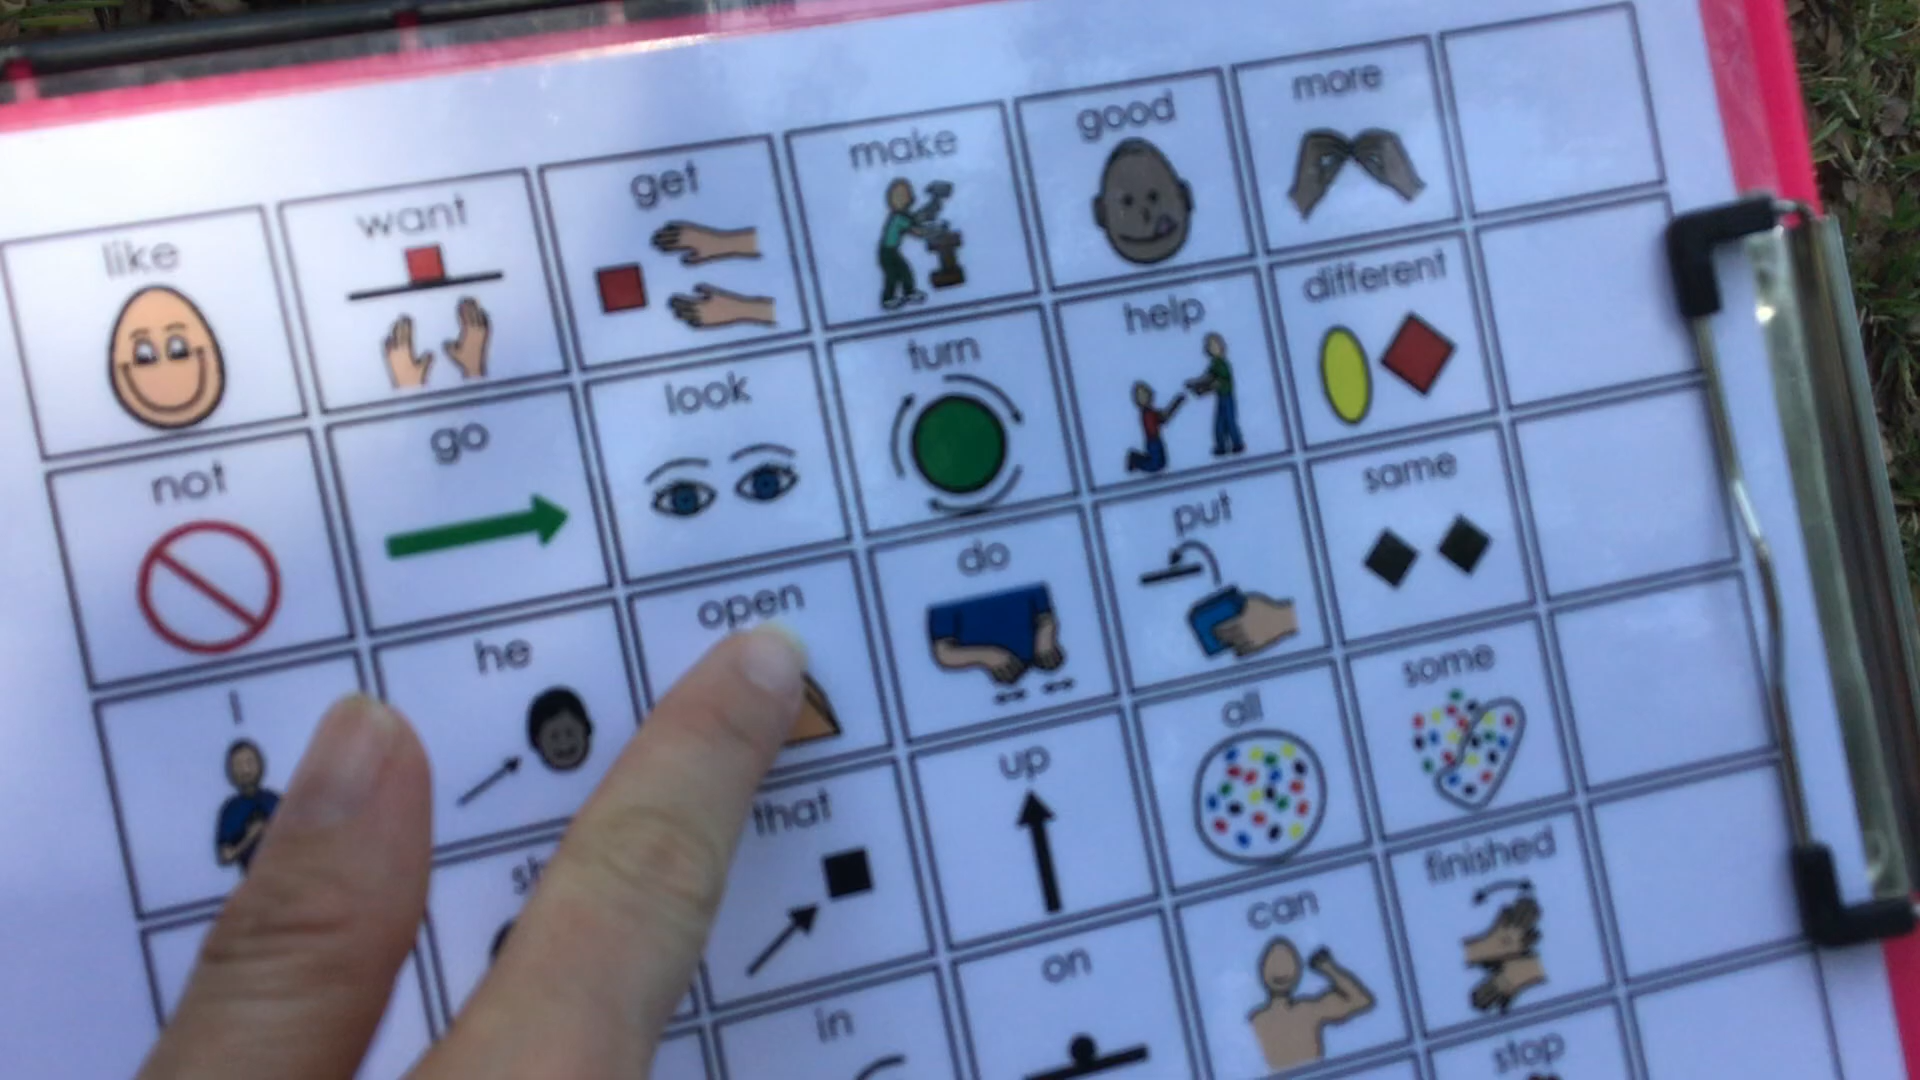 like want get make good more
not go look turn help different
I he open do put same
that up all some
in on can finished
stop